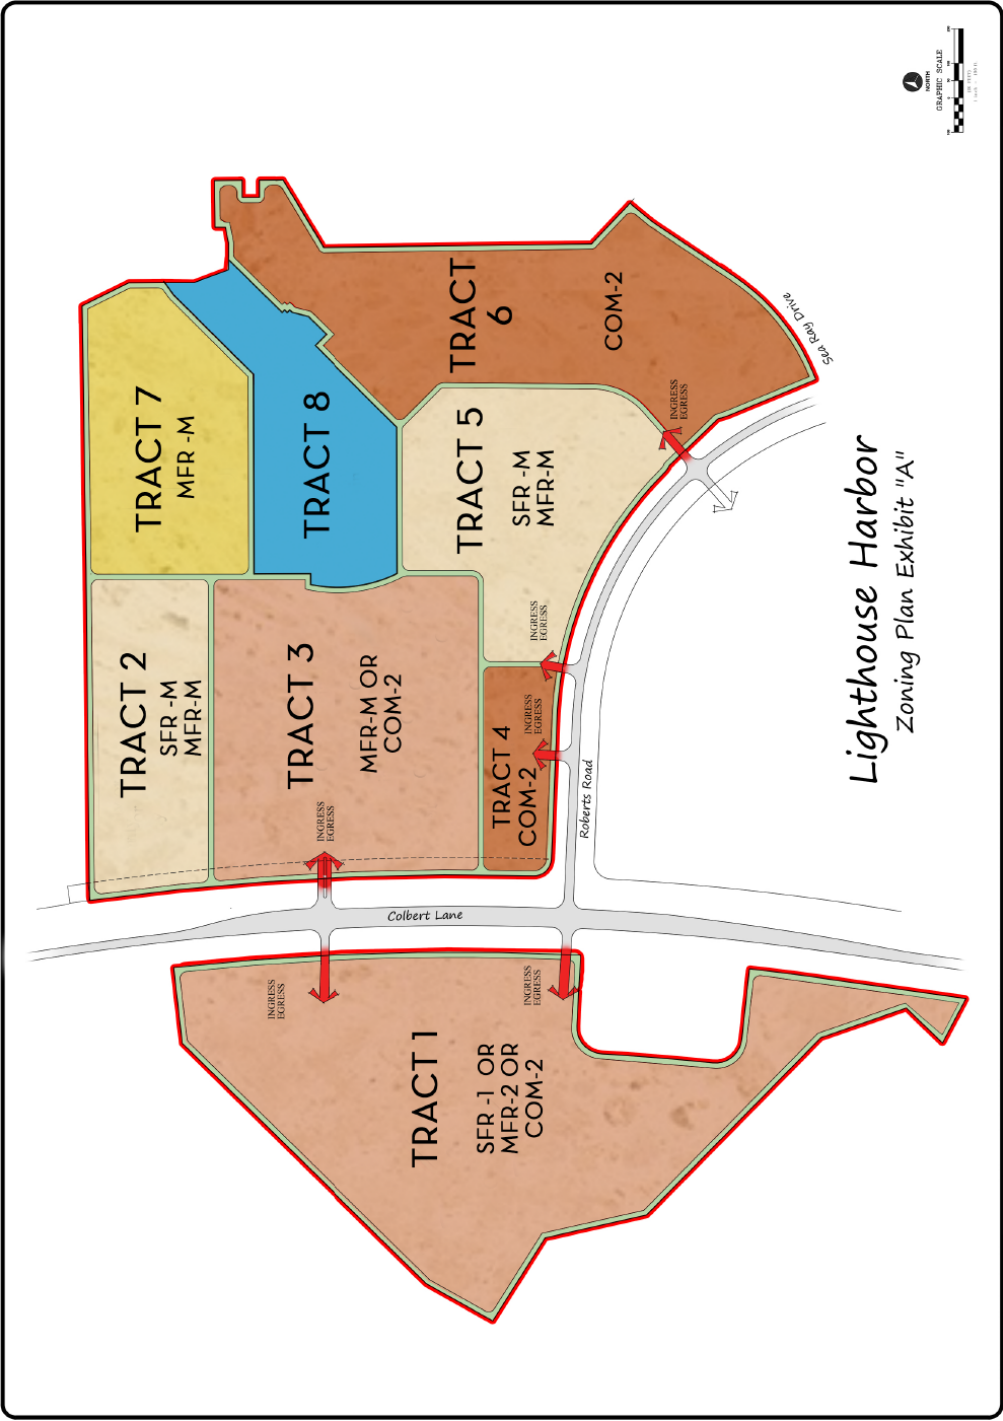 NORTH
GRAPHIC SCALE
TRACT 7
MFR -M
TRACT 8
TRACT
6
COM-2
Sea Ray Drive
TRACT 5
SFR -M
MFR-M
INGRESS
EGRESS
TRACT 2
SFR -M
MFR-M
TRACT 3
MFR-M OR
COM-2
INGRESS
EGRESS
TRACT 4
COM-2
INGRESS
EGRESS
INGRESS
EGRESS
Roberts Road
Colbert Lane
INGRESS
EGRESS
INGRESS
EGRESS
TRACT 1
SFR -1 OR
MFR-2 OR
COM-2
Lighthouse Harbor
Zoning Plan Exhibit "A"